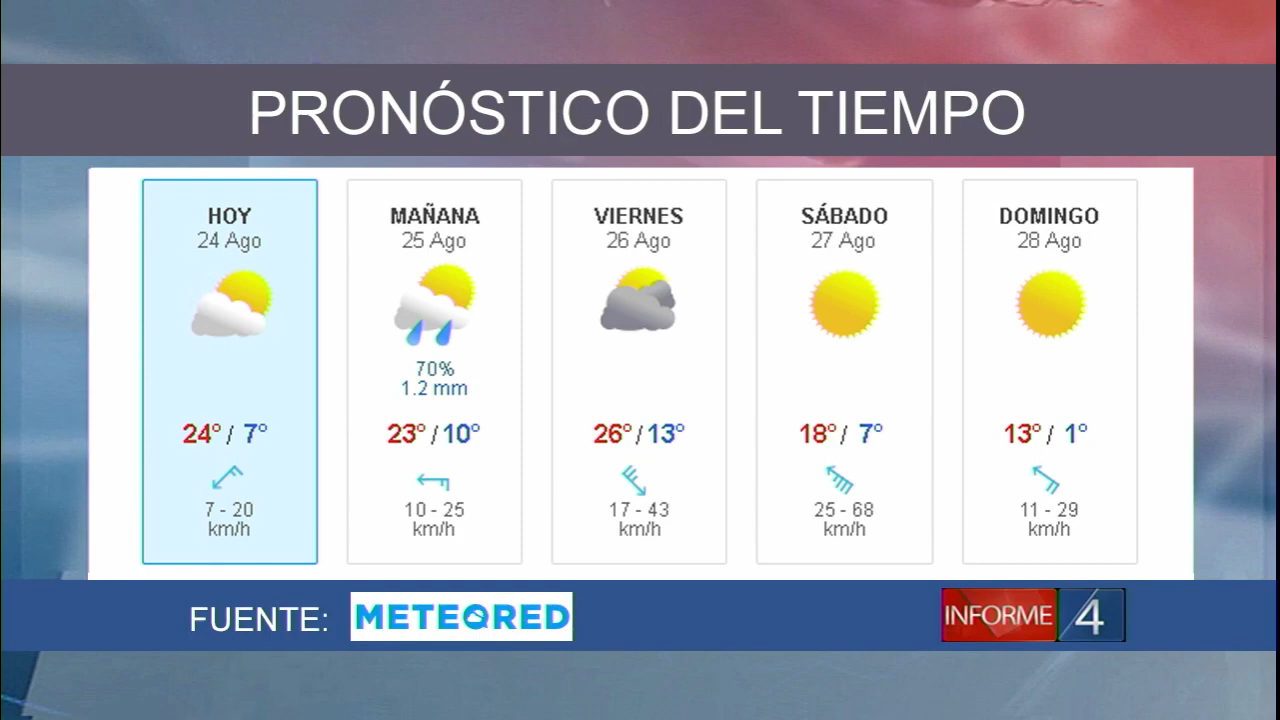 PRONÓSTICO DEL TIEMPO
HOY
24 Ago
24° / 7°
7 - 20
km/h
MAÑANA
25 Ago
70%
1.2 mm
23° / 10°
10 - 25
km/h
VIERNES
26 Ago
26° / 13°
17 - 43
km/h
SÁBADO
27 Ago
18° / 7°
25 - 68
km/h
DOMINGO
28 Ago
13° / 1°
11 - 29
km/h
FUENTE: METEORED
INFORME 4